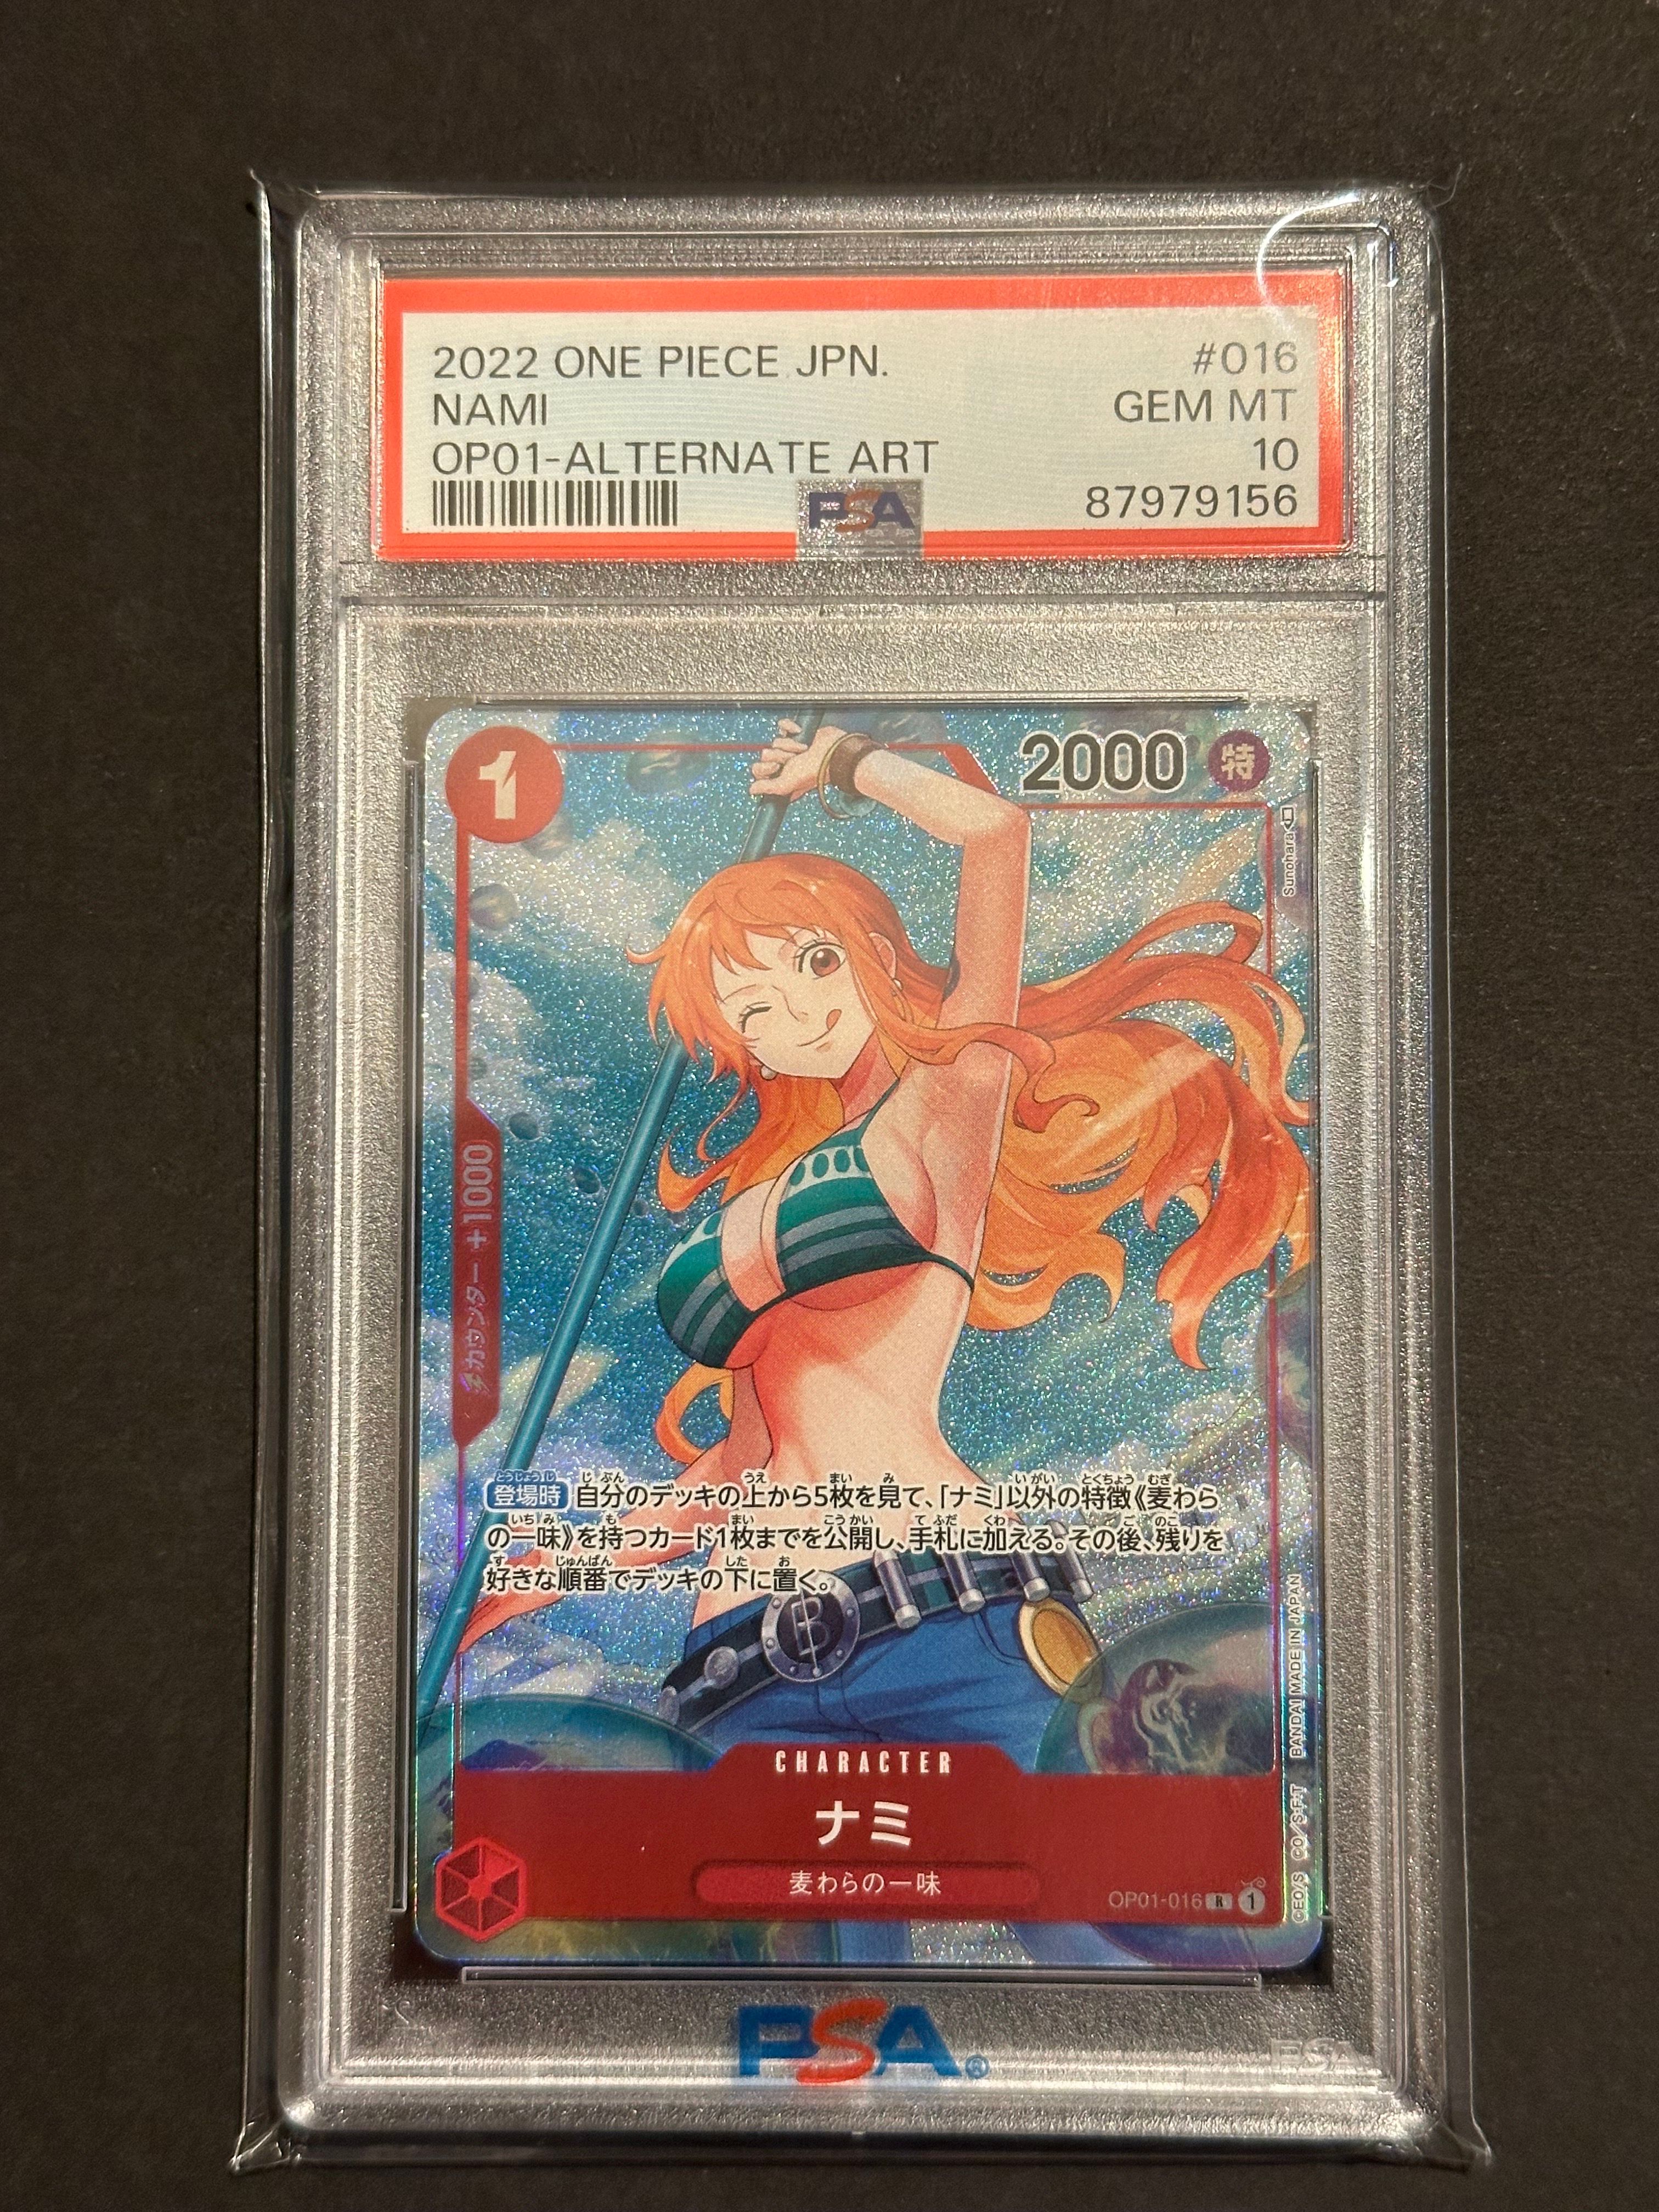 2022 ONE PIECE JPN. #016
NAMI GEM MT
OP01-ALTERNATE ART 10
87979156
PSA
1
2000 特
Sunohara
カウンター +1000
登場時 自分のデッキの上から5枚を見て、「ナミ」以外の特徴《麦わら
の一味》を持つカード1枚までを公開し、手札に加える。その後、残りを
好きな順番でデッキの下に置く。
B
CHARACTER
ナミ
麦わらの一味
OP01-016 R 1
©EO/S ©O/S・F・T BANDAI MADE IN JAPAN
PSA
PSA